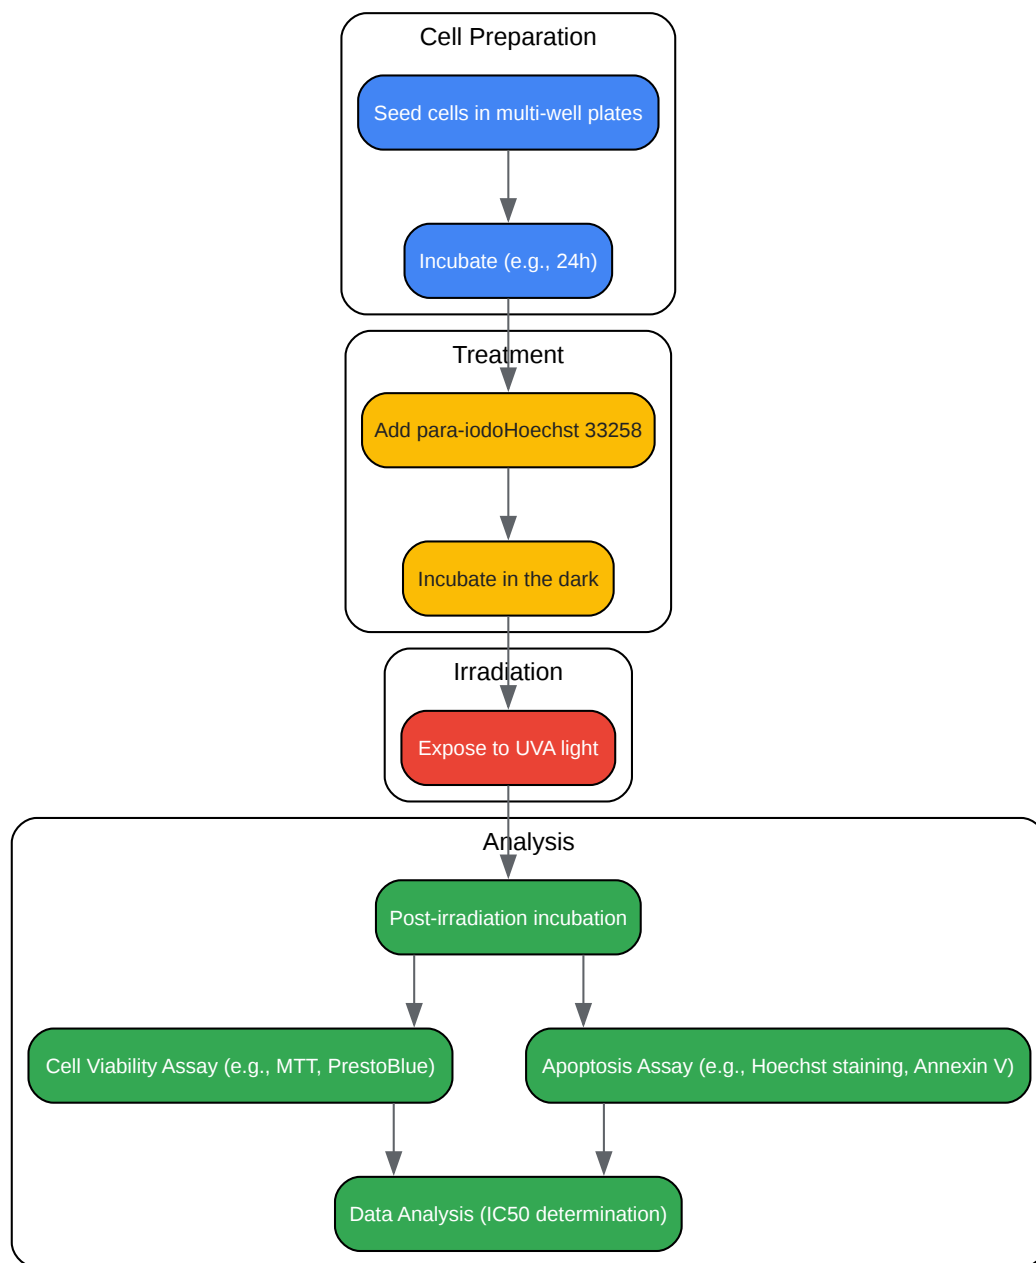 Cell Preparation
Seed cells in multi-well plates
Incubate (e.g., 24h)
Treatment
Add para-iodoHoechst 33258
Incubate in the dark
Irradiation
Expose to UVA light
Analysis
Post-irradiation incubation
Cell Viability Assay (e.g., MTT, PrestoBlue)
Apoptosis Assay (e.g., Hoechst staining, Annexin V)
Data Analysis (IC50 determination)